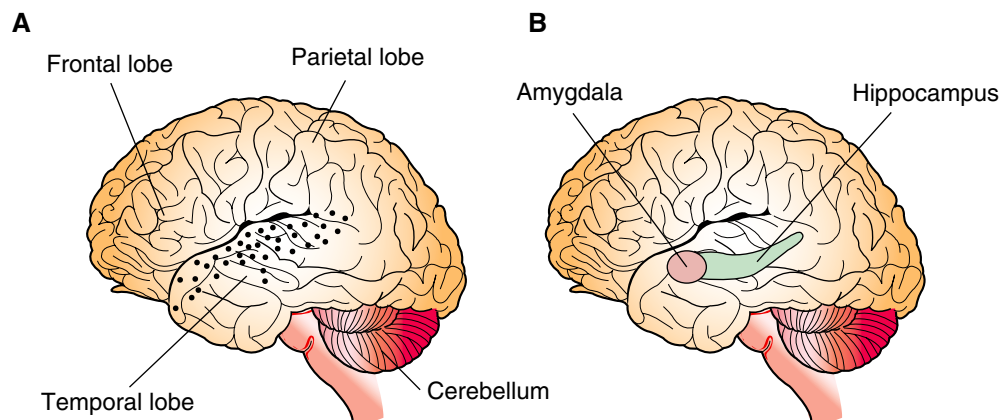 A
Frontal lobe
Parietal lobe
Temporal lobe
Cerebellum
B
Amygdala
Hippocampus